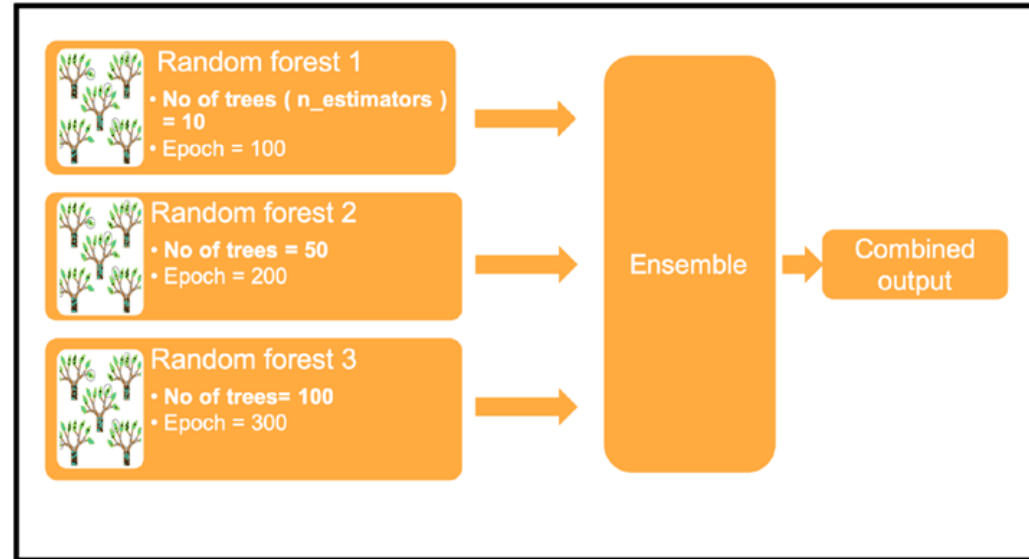 Random forest 1
• No of trees ( n_estimators )
= 10
• Epoch = 100
Random forest 2
• No of trees = 50
• Epoch = 200
Random forest 3
• No of trees= 100
• Epoch = 300
Ensemble
Combined
output